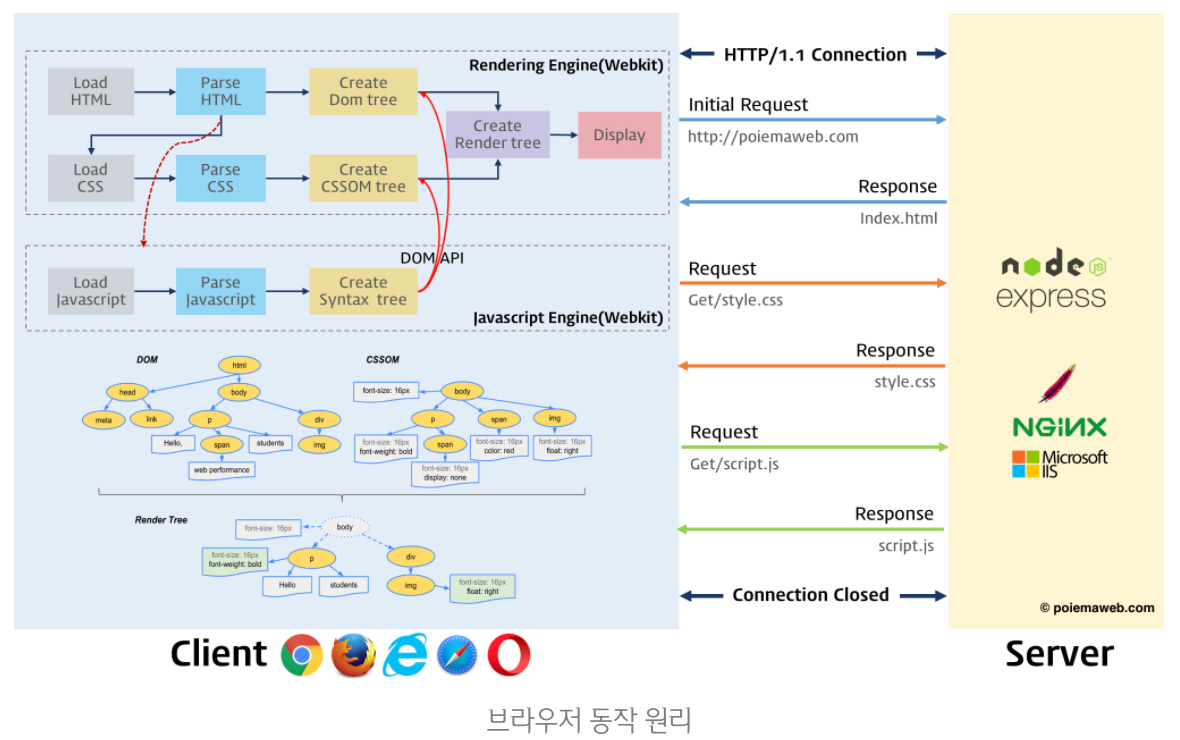 Rendering Engine(Webkit)
Load
HTML
Parse
HTML
Create
Dom tree
Create
Render tree
Display
Load
CSS
Parse
CSS
Create
CSSOM tree
DOM API
Load
Javascript
Parse
Javascript
Create
Syntax tree
Javascript Engine(Webkit)
DOM
html
head
body
meta
link
p
div
Hello,
span
students
img
web performance
CSSOM
font-size: 16px
body
p
span
img
font-size: 16px
font-weight: bold
span
font-size: 16px
color: red
font-size: 16px
float: right
font-size: 16px
display: none
Render Tree
font-size: 16px
body
font-size: 16px
font-weight: bold
p
div
Hello
students
img
font-size: 16px
float: right
HTTP/1.1 Connection
Initial Request
http://poiemaweb.com
Response
Index.html
Request
Get/style.css
Response
style.css
Request
Get/script.js
Response
script.js
Connection Closed
node
JS
express
NGiNX
Microsoft
IIS
© poiemaweb.com
Client
Server
브라우저 동작 원리